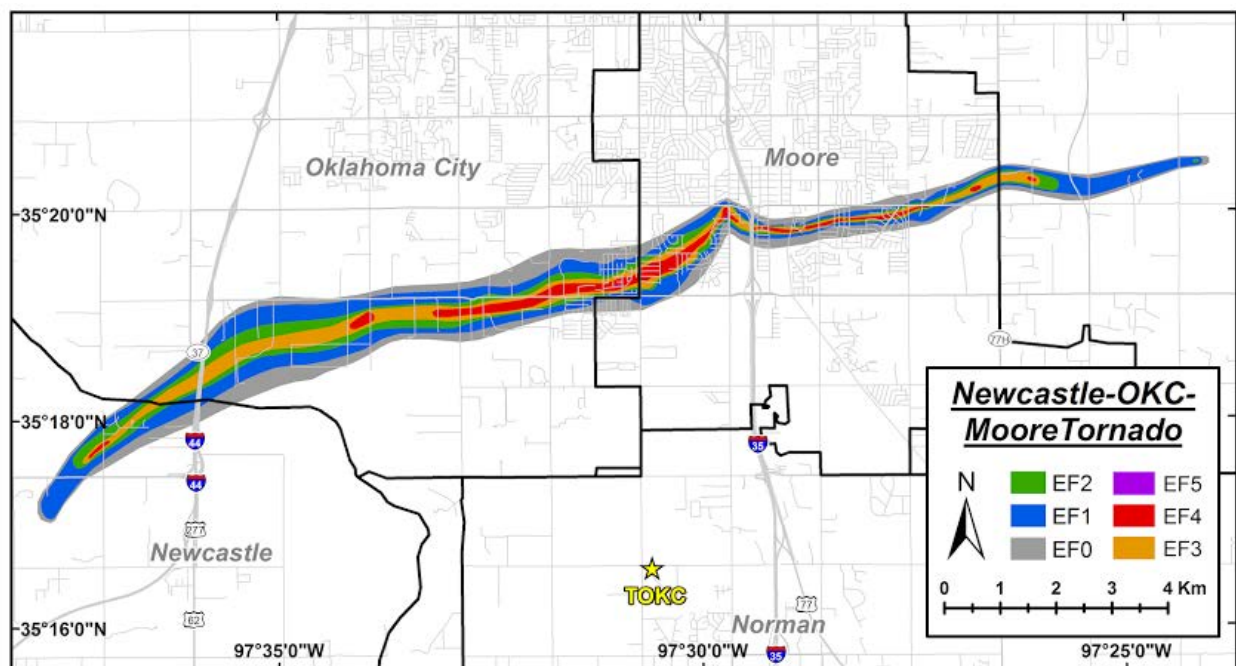 Oklahoma City
Moore
35°20'0"N
37
27H
35°18'0"N
44
35
44
277
Newcastle
TOKC
77
Norman
62
35°16'0"N
97°35'0"W
97°30'0"W
97°25'0"W
35
Newcastle-OKC-
MooreTornado
N
EF2
EF5
EF1
EF4
EF0
EF3
0 1 2 3 4 Km